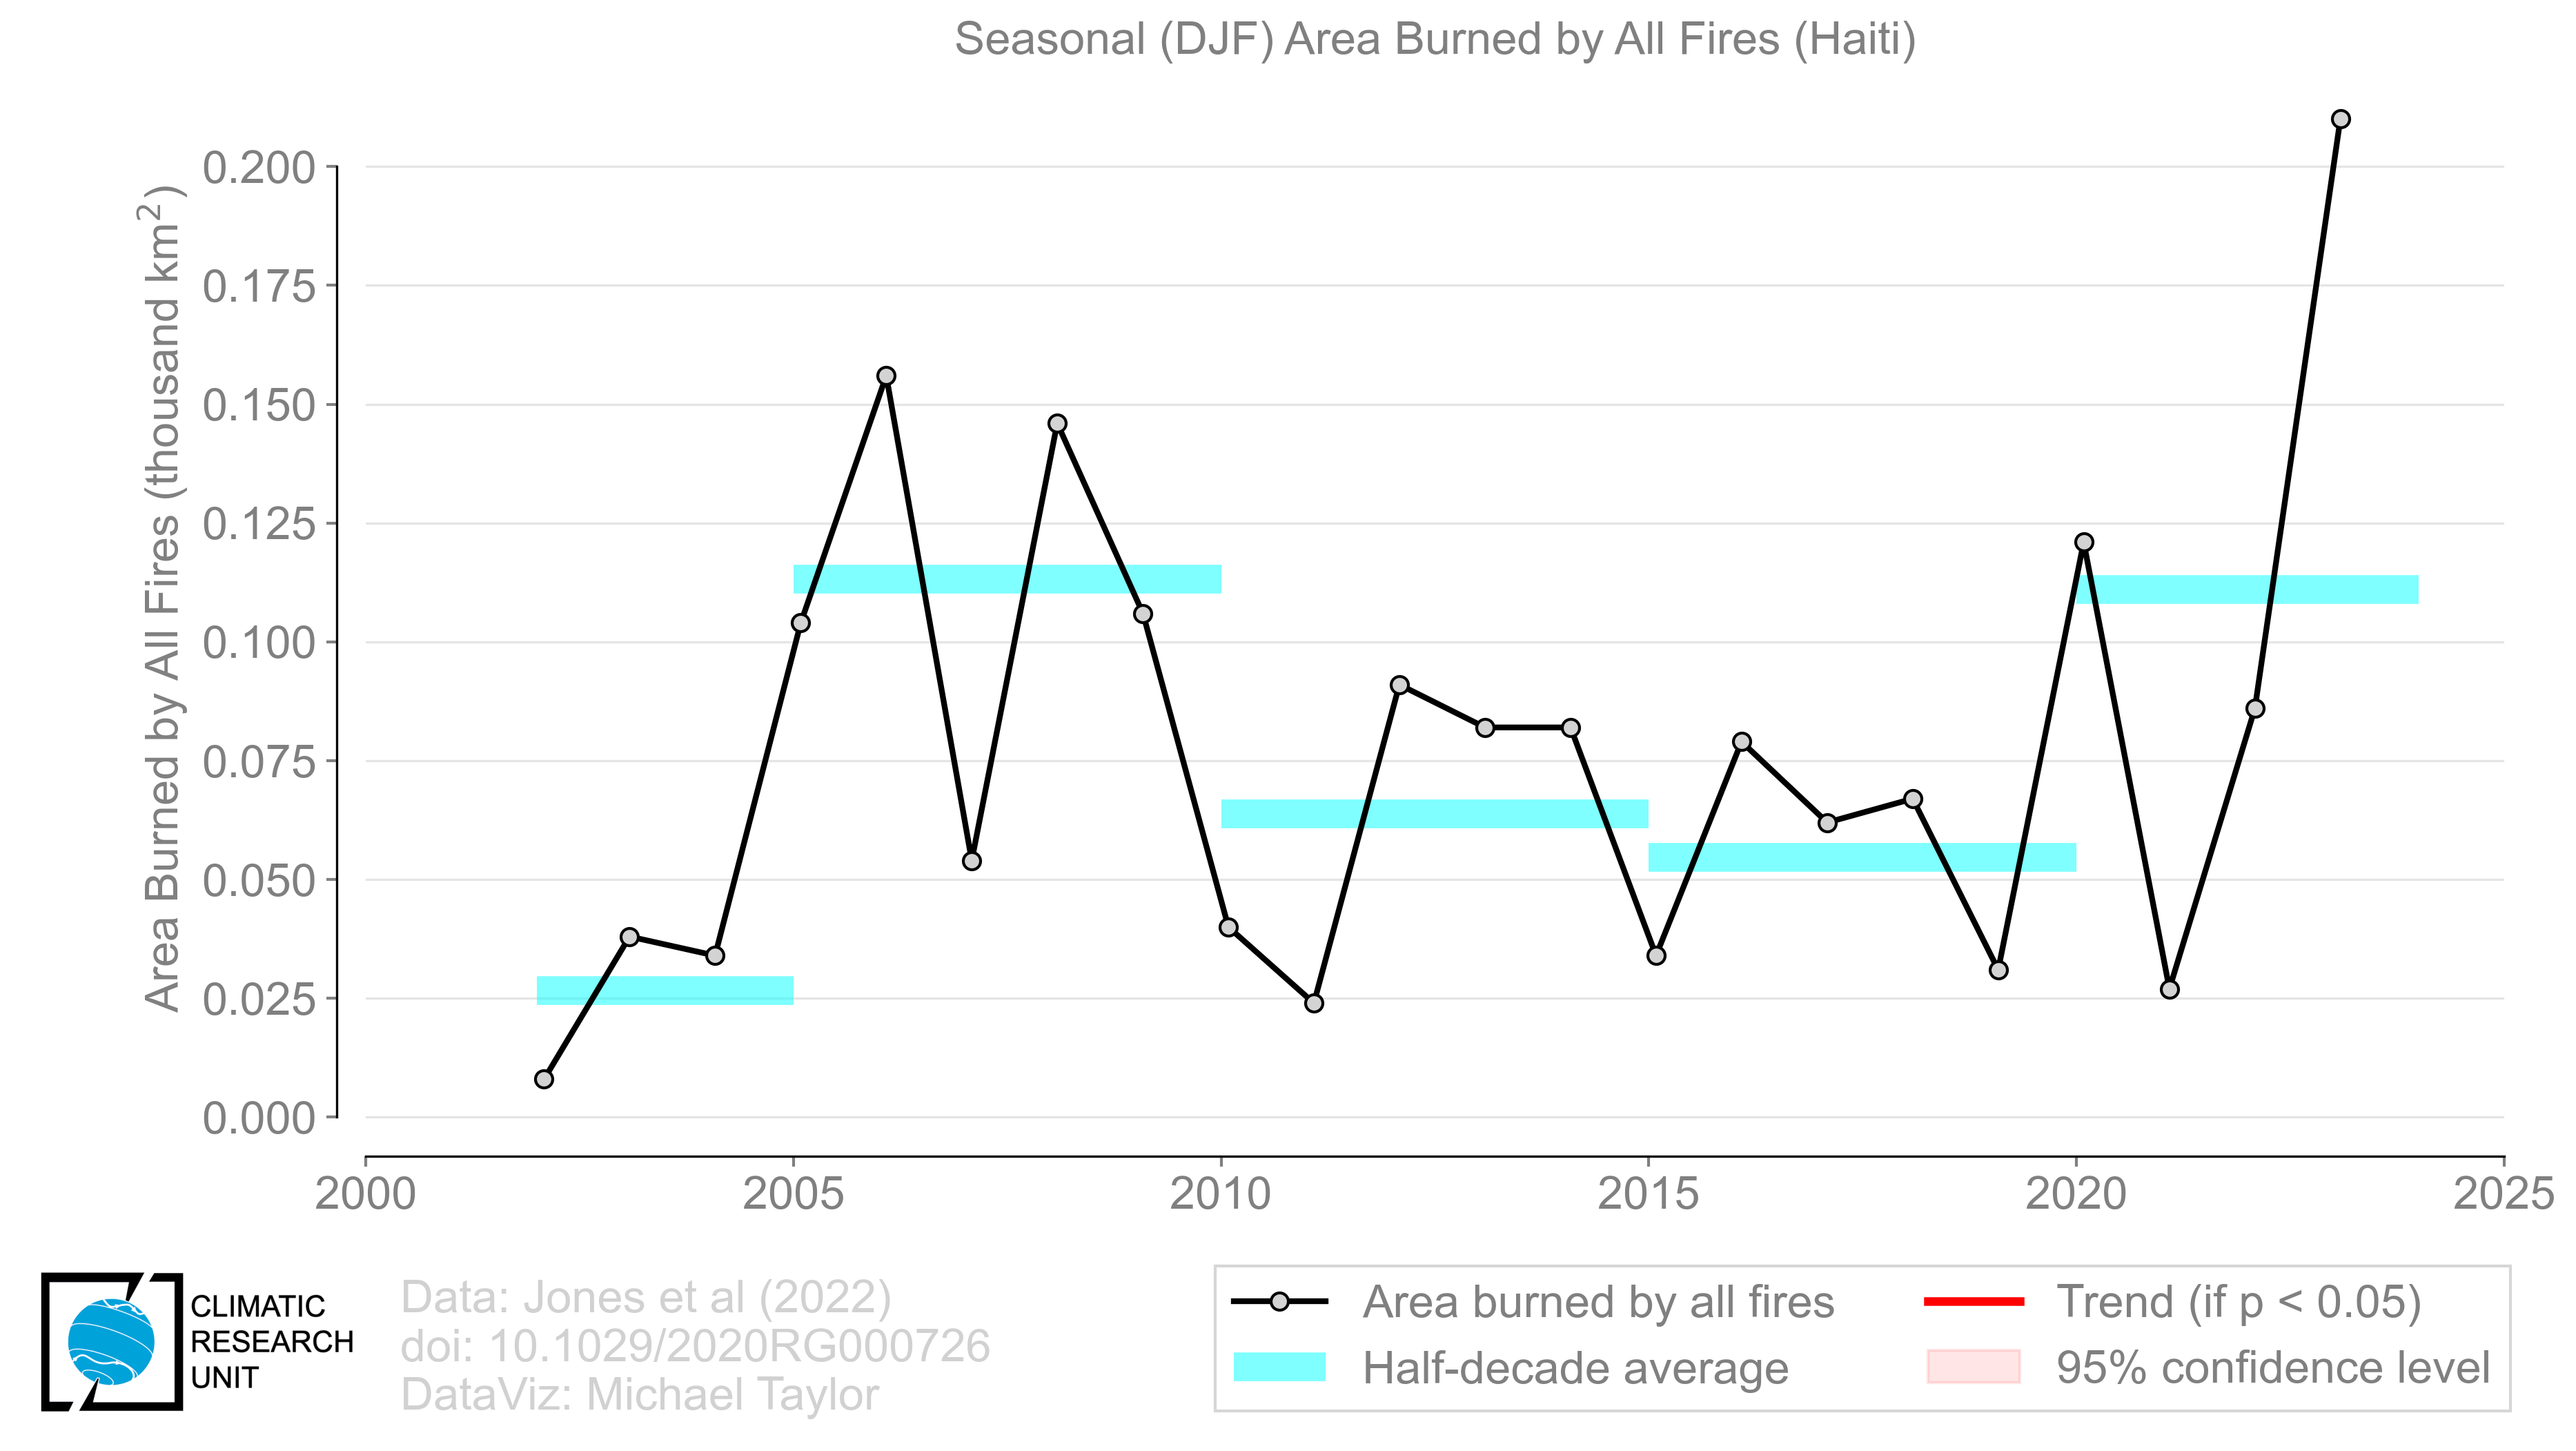 Seasonal (DJF) Area Burned by All Fires (Haiti)
Area Burned by All Fires (thousand km²)
0.200
0.175
0.150
0.125
0.100
0.075
0.050
0.025
0.000
2000 2005 2010 2015 2020 2025
CLIMATIC
RESEARCH
UNIT
Data: Jones et al (2022)
doi: 10.1029/2020RG000726
DataViz: Michael Taylor
Area burned by all fires
Half-decade average
Trend (if p < 0.05)
95% confidence level